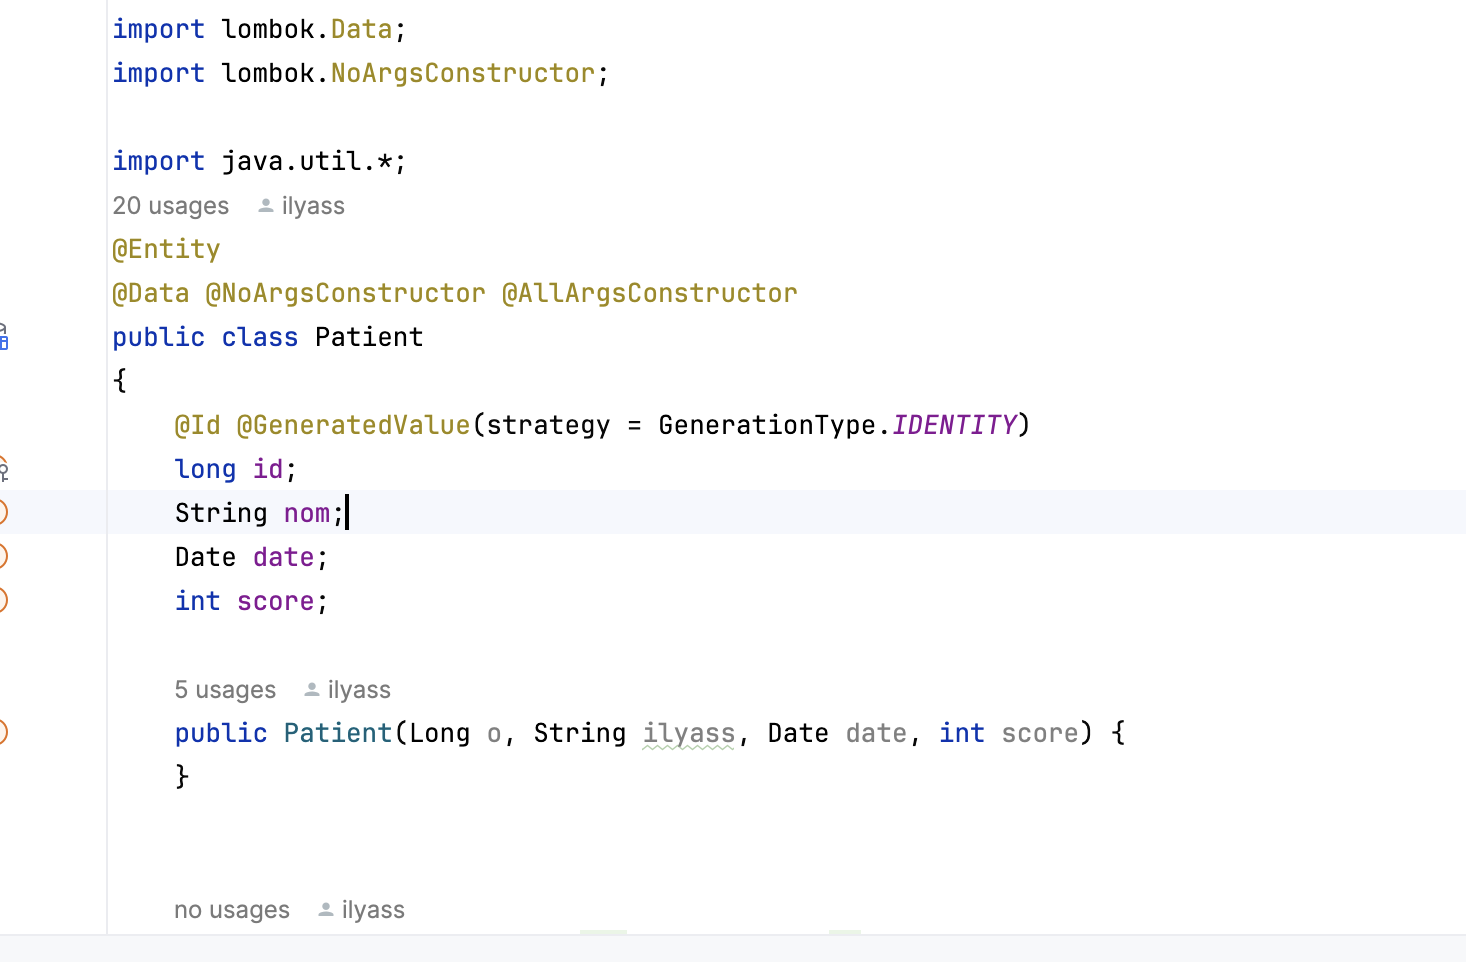 import lombok.Data;
import lombok.NoArgsConstructor;
import java.util.*;
20 usages ilyass
@Entity
@Data @NoArgsConstructor @AllArgsConstructor
public class Patient
{
@Id @GeneratedValue(strategy = GenerationType.IDENTITY)
long id;
String nom;
Date date;
int score;
5 usages ilyass
public Patient(Long o, String ilyass, Date date, int score) {
}
no usages ilyass